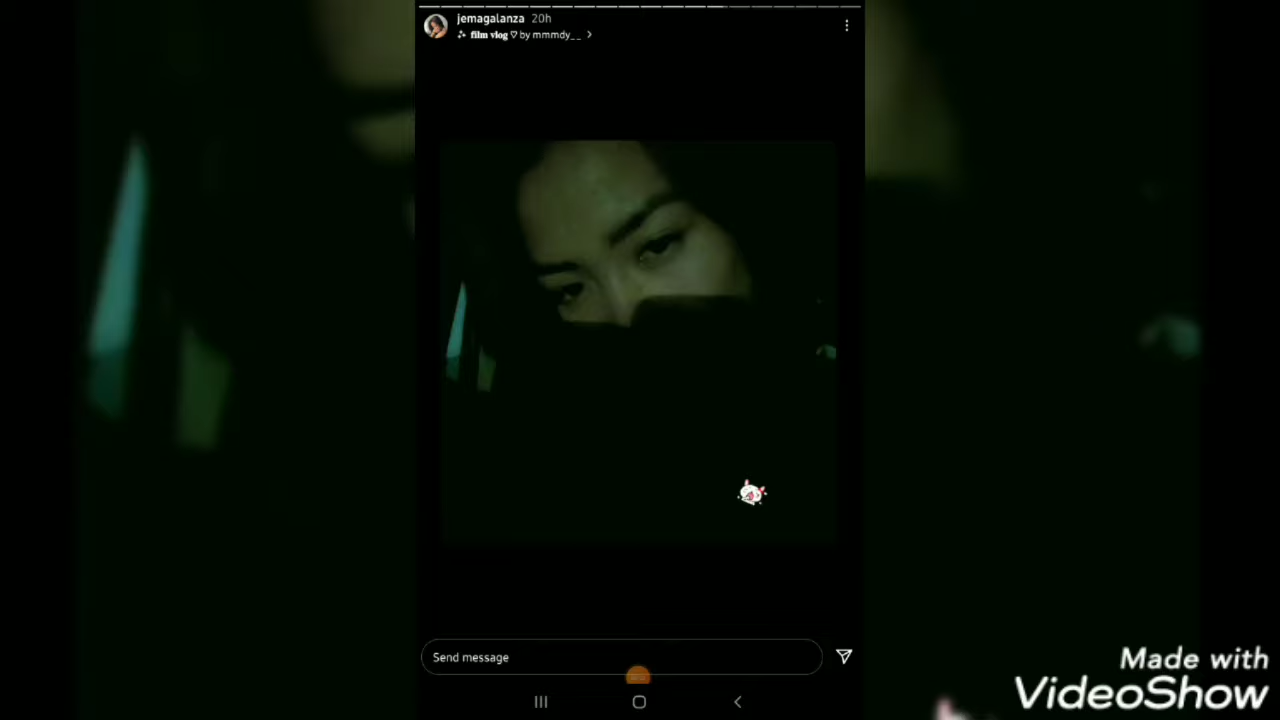 jemagalanza 20h
film vlog ♡ by mmmdy__ >
Send message
Made with
VideoShow